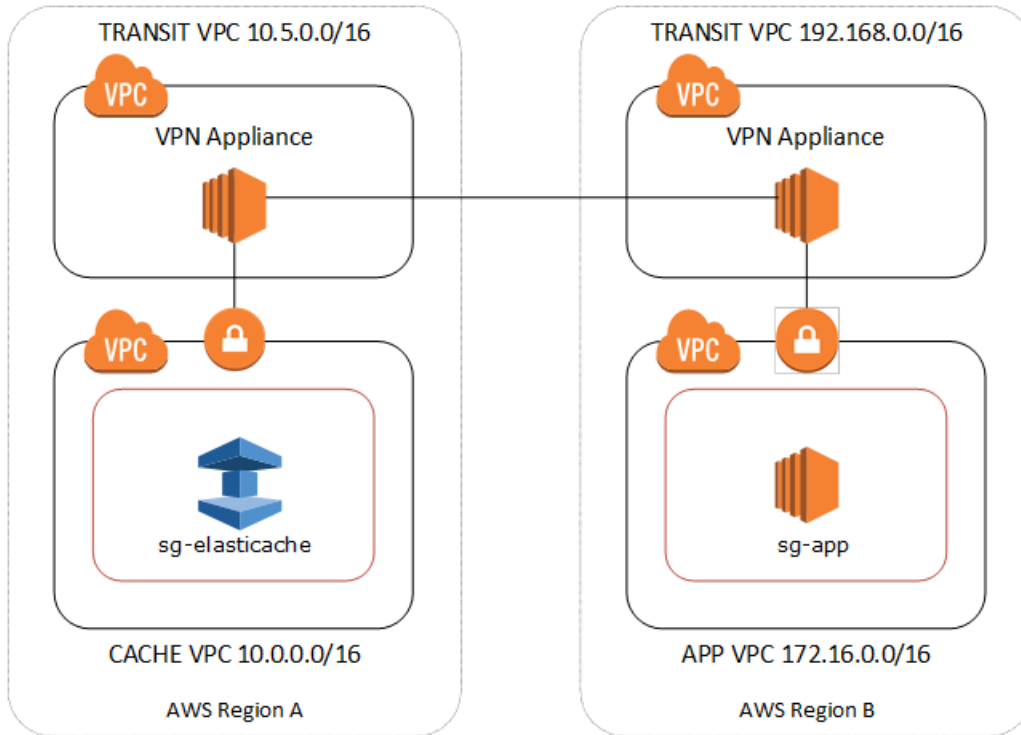 TRANSIT VPC 10.5.0.0/16
VPC
VPN Appliance
VPC
sg-elasticache
CACHE VPC 10.0.0.0/16
AWS Region A
TRANSIT VPC 192.168.0.0/16
VPC
VPN Appliance
VPC
sg-app
APP VPC 172.16.0.0/16
AWS Region B